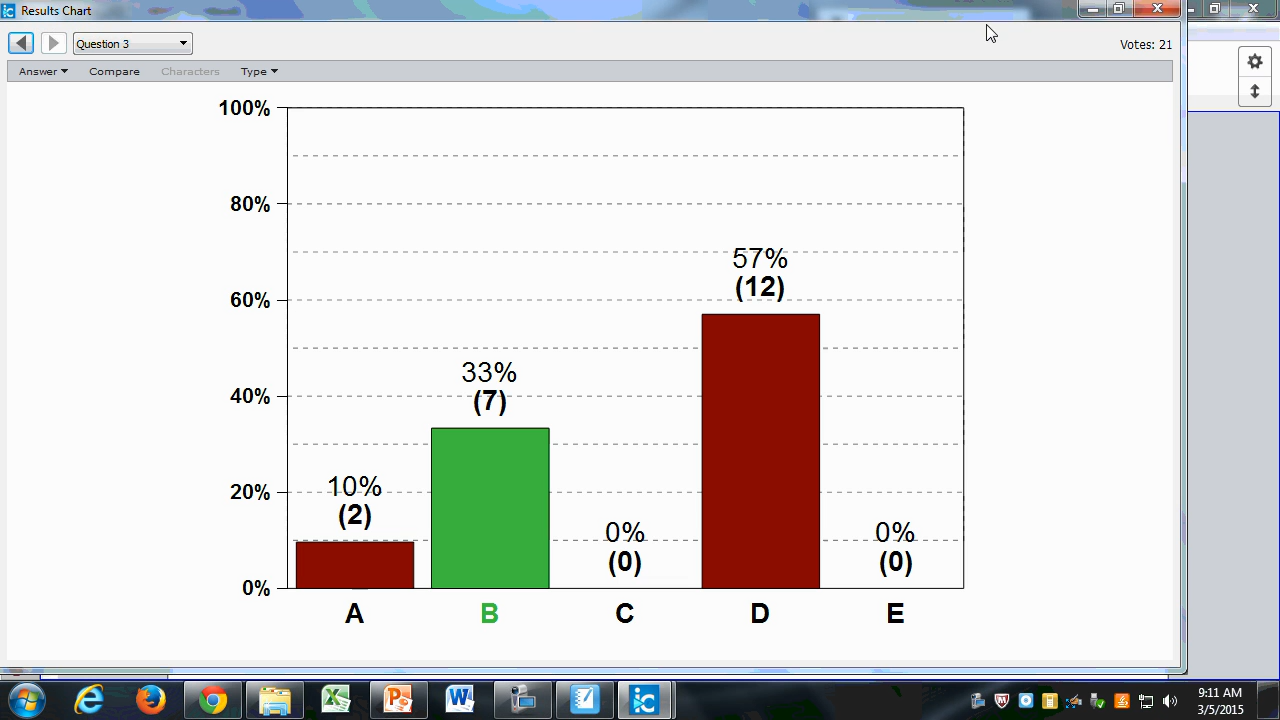 Results Chart
Question 3
Votes: 21
Answer Compare Characters Type
100%
80%
60%
40%
20%
0%
10%
(2)
33%
(7)
0%
(0)
57%
(12)
0%
(0)
A B C D E
9:11 AM
3/5/2015